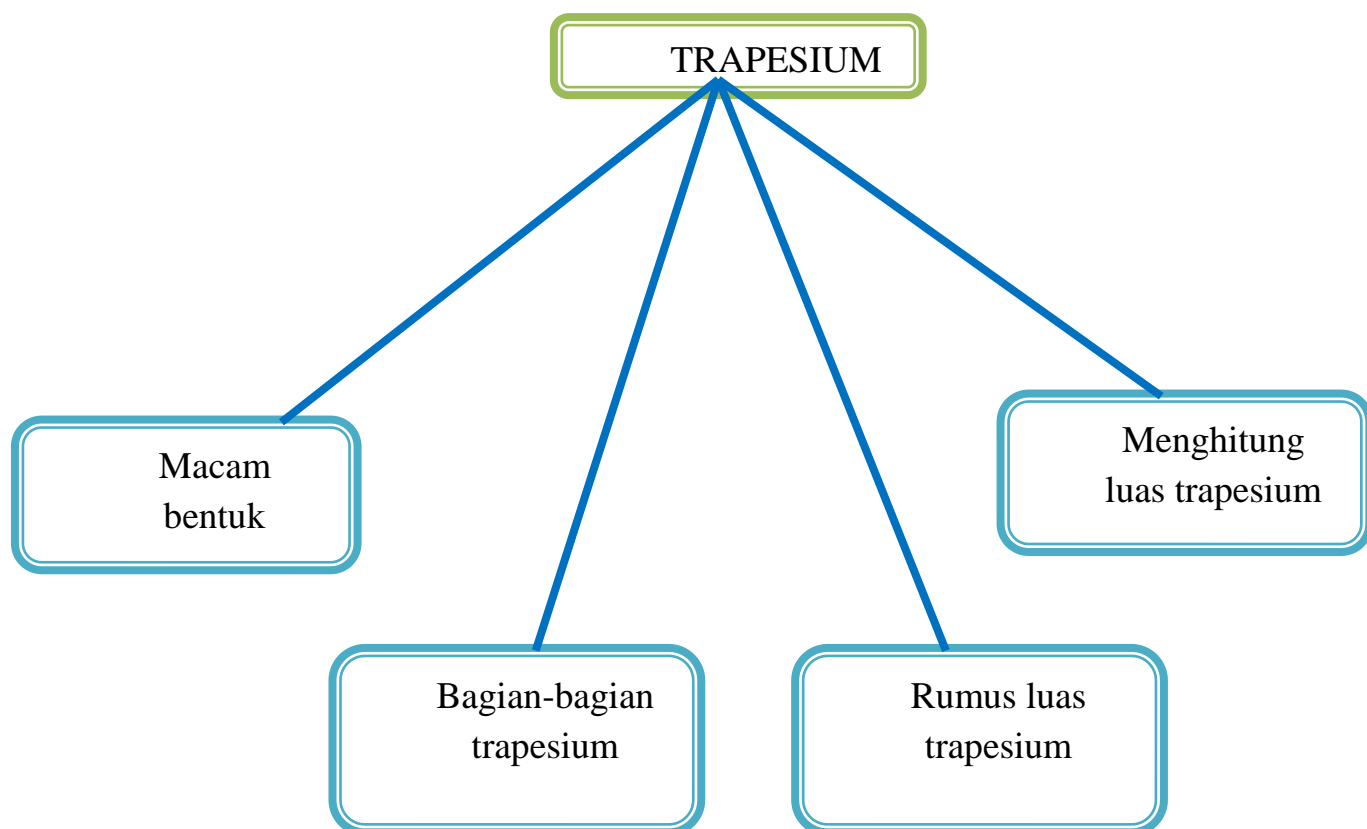 TRAPESIUM
Macam
bentuk
Bagian-bagian
trapesium
Rumus luas
trapesium
Menghitung
luas trapesium